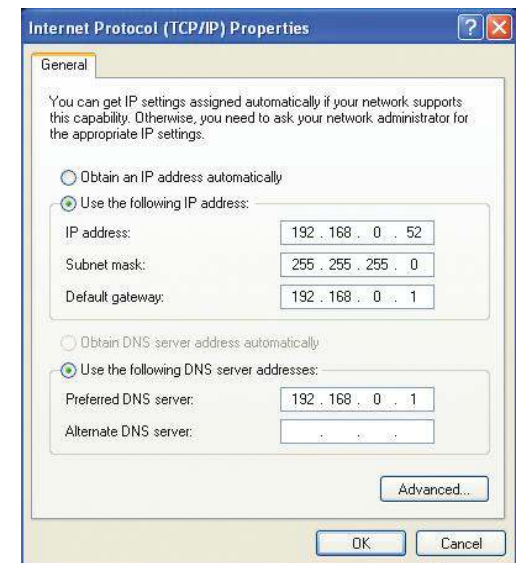 Internet Protocol (TCP/IP) Properties
General
You can get IP settings assigned automatically if your network supports
this capability. Otherwise, you need to ask your network administrator for
the appropriate IP settings.
Obtain an IP address automatically
Use the following IP address:
IP address: 192 . 168 . 0 . 52
Subnet mask: 255 . 255 . 255 . 0
Default gateway: 192 . 168 . 0 . 1
Obtain DNS server address automatically
Use the following DNS server addresses:
Preferred DNS server: 192 . 168 . 0 . 1
Alternate DNS server: . . .
Advanced...
OK Cancel